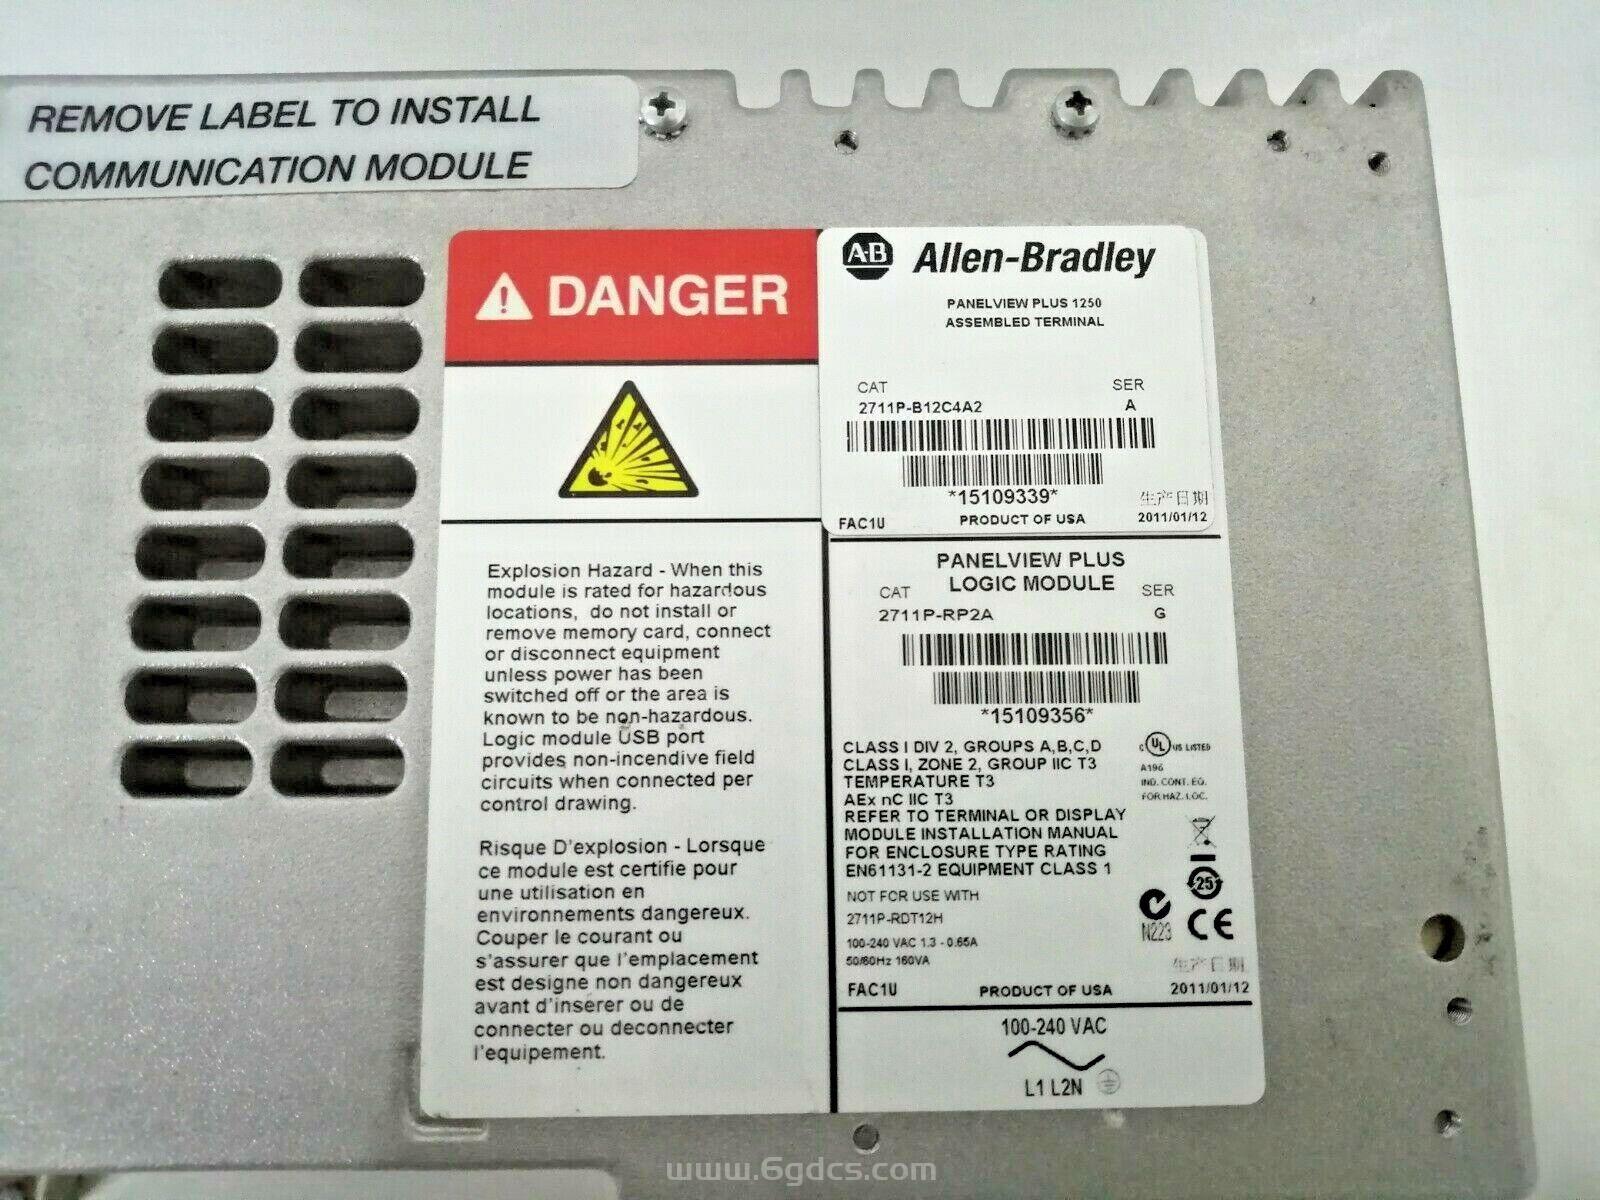 REMOVE LABEL TO INSTALL
COMMUNICATION MODULE
DANGER
Explosion Hazard - When this
module is rated for hazardous
locations, do not install or
remove memory card, connect
or disconnect equipment
unless power has been
switched off or the area is
known to be non-hazardous.
Logic module USB port
provides non-incendive field
circuits when connected per
control drawing.
Risque D'explosion - Lorsque
ce module est certifie pour
une utilisation en
environnements dangereux.
Couper le courant ou
s'assurer que l'emplacement
est designe non dangereux
avant d'inserer ou de
connecter ou deconnecter
l'equipement.
A-B Allen-Bradley
PANELVIEW PLUS 1250
ASSEMBLED TERMINAL
CAT SER
2711P-B12C4A2 A
*15109339* 生产日期
FAC1U PRODUCT OF USA 2011/01/12
PANELVIEW PLUS
LOGIC MODULE
CAT SER
2711P-RP2A G
*15109356*
CLASS I DIV 2, GROUPS A,B,C,D
CLASS I, ZONE 2, GROUP IIC T3
TEMPERATURE T3
AEx nC IIC T3
REFER TO TERMINAL OR DISPLAY
MODULE INSTALLATION MANUAL
FOR ENCLOSURE TYPE RATING
EN61131-2 EQUIPMENT CLASS 1
C UL US LISTED
A196
IND. CONT. EQ.
FOR HAZ. LOC.
25
N223
CE
NOT FOR USE WITH
2711P-RDT12H
100-240 VAC 1.3 - 0.65A
50/60Hz 160VA
生产日期
FAC1U PRODUCT OF USA 2011/01/12
100-240 VAC
L1 L2N
www.6gdcs.com